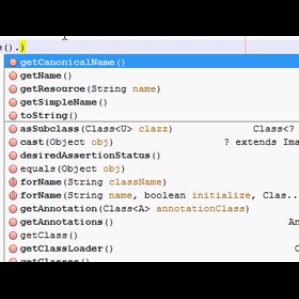 ().)
getCanonicalName()
getName()
getResource(String name)
getSimpleName()
toString()
asSubclass(Class<U> clazz) Class<?
cast(Object obj) ? extends Ima
desiredAssertionStatus()
equals(Object obj)
forName(String className)
forName(String name, boolean initialize, Clas...
getAnnotation(Class<A> annotationClass)
getAnnotations() An
getClass()
getClassLoader() C
getClasses()